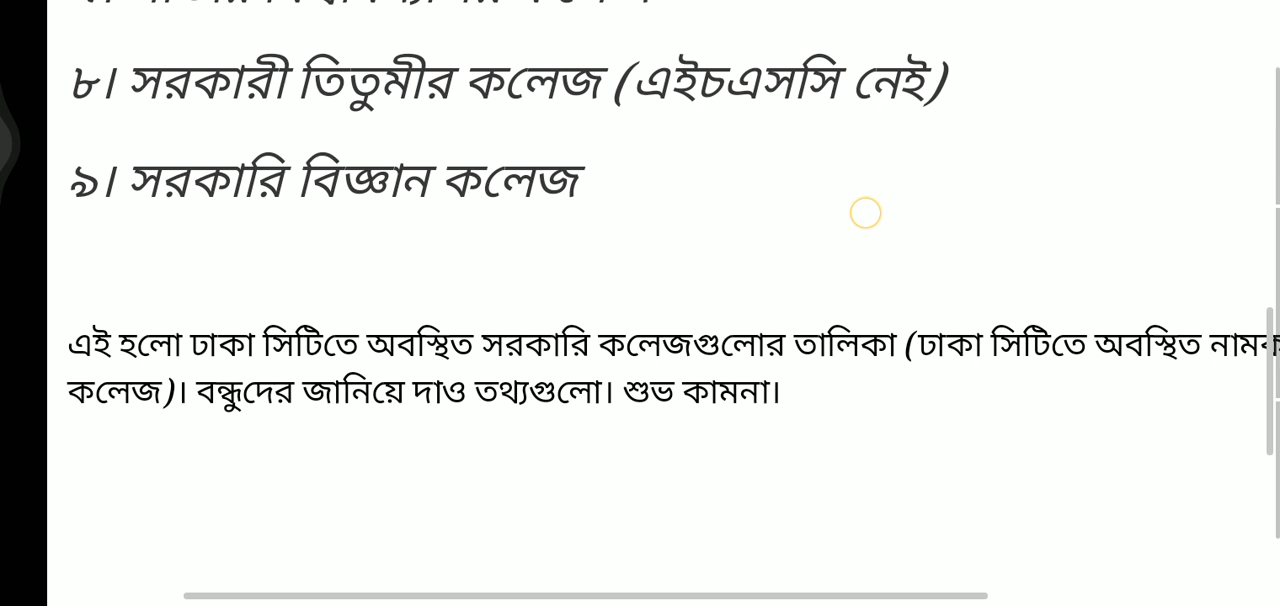 ৮। সরকারী তিতুমীর কলেজ (এইচএসসি নেই)
৯। সরকারি বিজ্ঞান কলেজ
এই হলো ঢাকা সিটিতে অবস্থিত সরকারি কলেজগুলোর তালিকা (ঢাকা সিটিতে অবস্থিত
কলেজ)। বন্ধুদের জানিয়ে দাও তথ্যগুলো। শুভ কামনা।